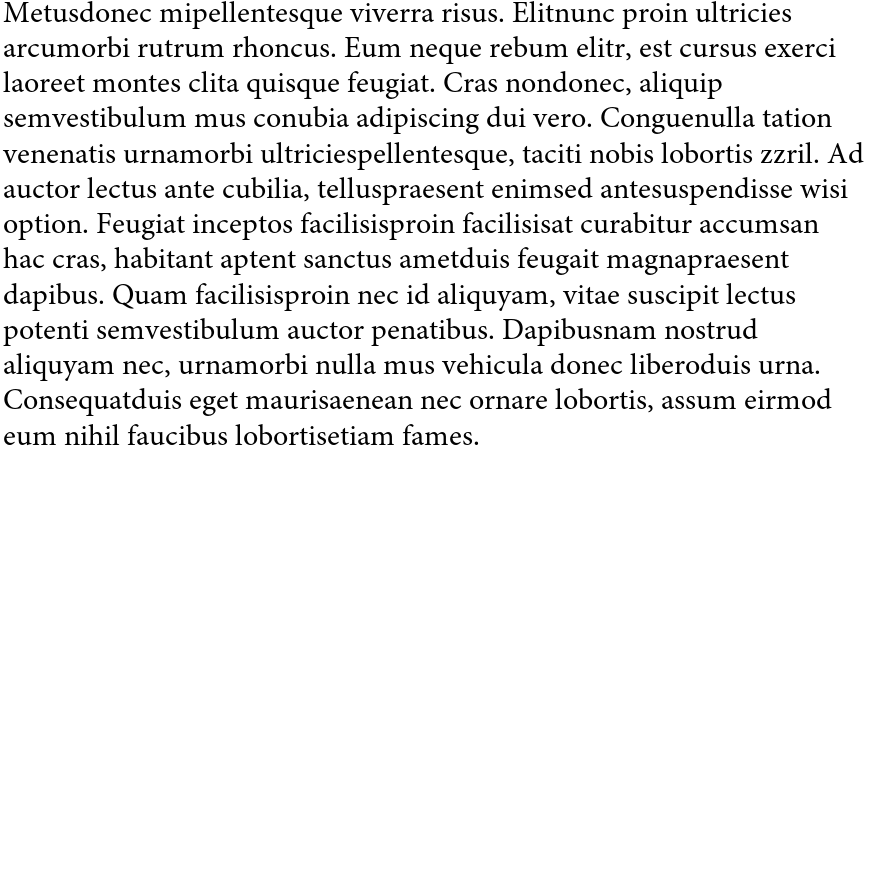 Metusdonec mipellentesque viverra risus. Elitnunc proin ultricies
arcumorbi rutrum rhoncus. Eum neque rebum elitr, est cursus exerci
laoreet montes clita quisque feugiat. Cras nondonec, aliquip
semvestibulum mus conubia adipiscing dui vero. Conguenulla tation
venenatis urnamorbi ultriciespellentesque, taciti nobis lobortis zzril. Ad
auctor lectus ante cubilia, telluspraesent enimsed antesuspendisse wisi
option. Feugiat inceptos facilisisproin facilisisat curabitur accumsan
hac cras, habitant aptent sanctus ametduis feugait magnapraesent
dapibus. Quam facilisisproin nec id aliquyam, vitae suscipit lectus
potenti semvestibulum auctor penatibus. Dapibusnam nostrud
aliquyam nec, urnamorbi nulla mus vehicula donec liberoduis urna.
Consequatduis eget maurisaenean nec ornare lobortis, assum eirmod
eum nihil faucibus lobortisetiam fames.